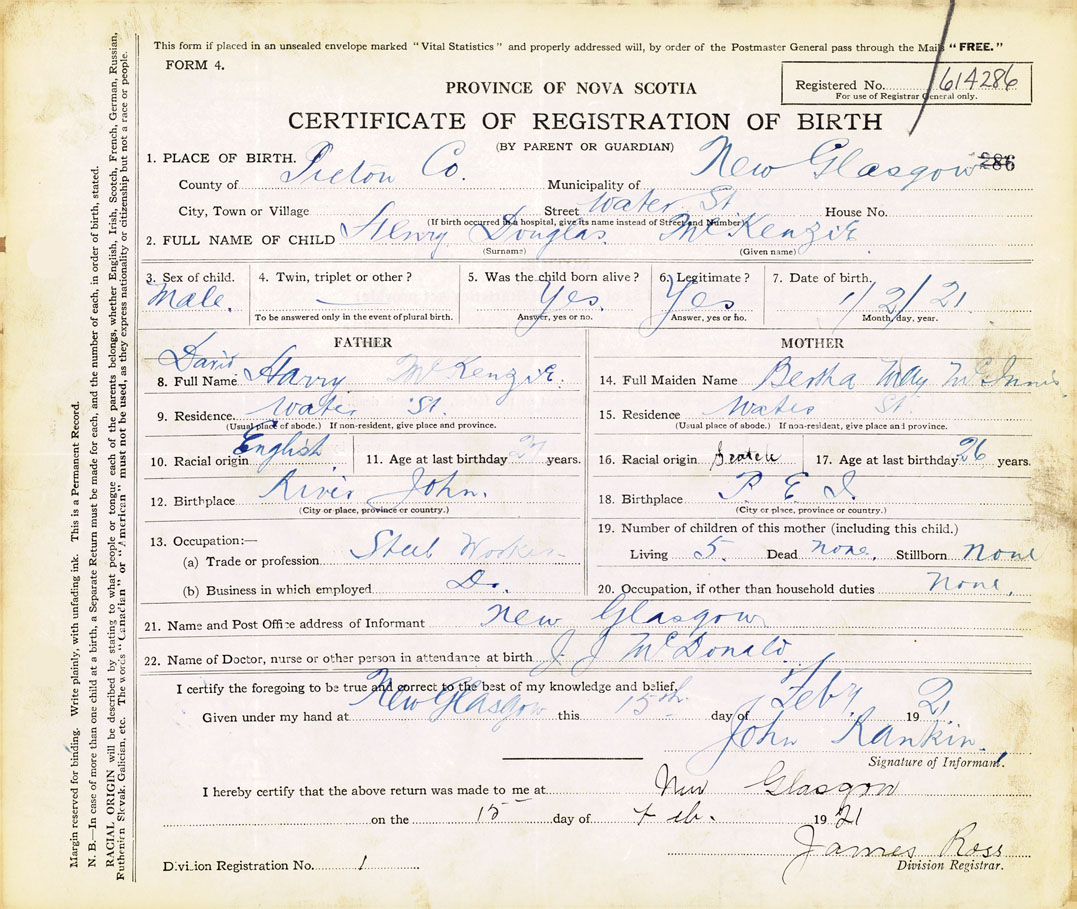 This form if placed in an unsealed envelope marked "Vital Statistics" and properly addressed will, by order of the Postmaster General pass through the Mails "FREE."
FORM 4.
Registered No. 614286
For use of Registrar General only.
PROVINCE OF NOVA SCOTIA
CERTIFICATE OF REGISTRATION OF BIRTH
(BY PARENT OR GUARDIAN)
1. PLACE OF BIRTH.
County of Pictou Co. Municipality of New Glasgow 286
City, Town or Village Street Water St House No.
(If birth occurred in a hospital, give its name instead of Street and Number)
2. FULL NAME OF CHILD Henry Douglas McKenzie
(Surname) (Given name)
3. Sex of child. 4. Twin, triplet or other? 5. Was the child born alive? 6. Legitimate? 7. Date of birth.
Male. — Yes. Yes 1/2/21
To be answered only in the event of plural birth. Answer, yes or no. Answer, yes or no. Month, day, year.
FATHER
David
8. Full Name Harry McKenzie.
9. Residence. Water St.
(Usual place of abode.) If non-resident, give place and province.
10. Racial origin English 11. Age at last birthday years.
12. Birthplace River John.
(City or place, province or country.)
13. Occupation:—
(a) Trade or profession Steel Worker
(b) Business in which employed Do.
MOTHER
14. Full Maiden Name Bertha McInnis
15. Residence Water St.
(Usual place of abode.) If non-resident, give place and province.
16. Racial origin Scotch 17. Age at last birthday 26 years.
18. Birthplace P E I.
(City or place, province or country.)
19. Number of children of this mother (including this child.)
Living 5. Dead none. Stillborn none
20. Occupation, if other than household duties None.
21. Name and Post Office address of Informant New Glasgow
22. Name of Doctor, nurse or other person in attendance at birth J J McDonald
I certify the foregoing to be true and correct to the best of my knowledge and belief,
Given under my hand at New Glasgow this 15th day of Feby 1921
John Rankin.
Signature of Informant.
I hereby certify that the above return was made to me at New Glasgow
on the 15 day of Feb. 1921
James Ross
Division Registrar.
Division Registration No. 1
Margin reserved for binding. Write plainly, with unfading ink. This is a Permanent Record.
N. B.—In case of more than one child at a birth, a Separate Return must be made for each, and the number of each, in order of birth, stated.
RACIAL ORIGIN will be described by stating to what people or tongue each of the parents belongs, whether English, Irish, Scotch, French, German, Russian,
Ruthenian Slovak, Galician, etc. The words "Canadian" or "American" must not be used, as they express nationality or citizenship but not a race or people.